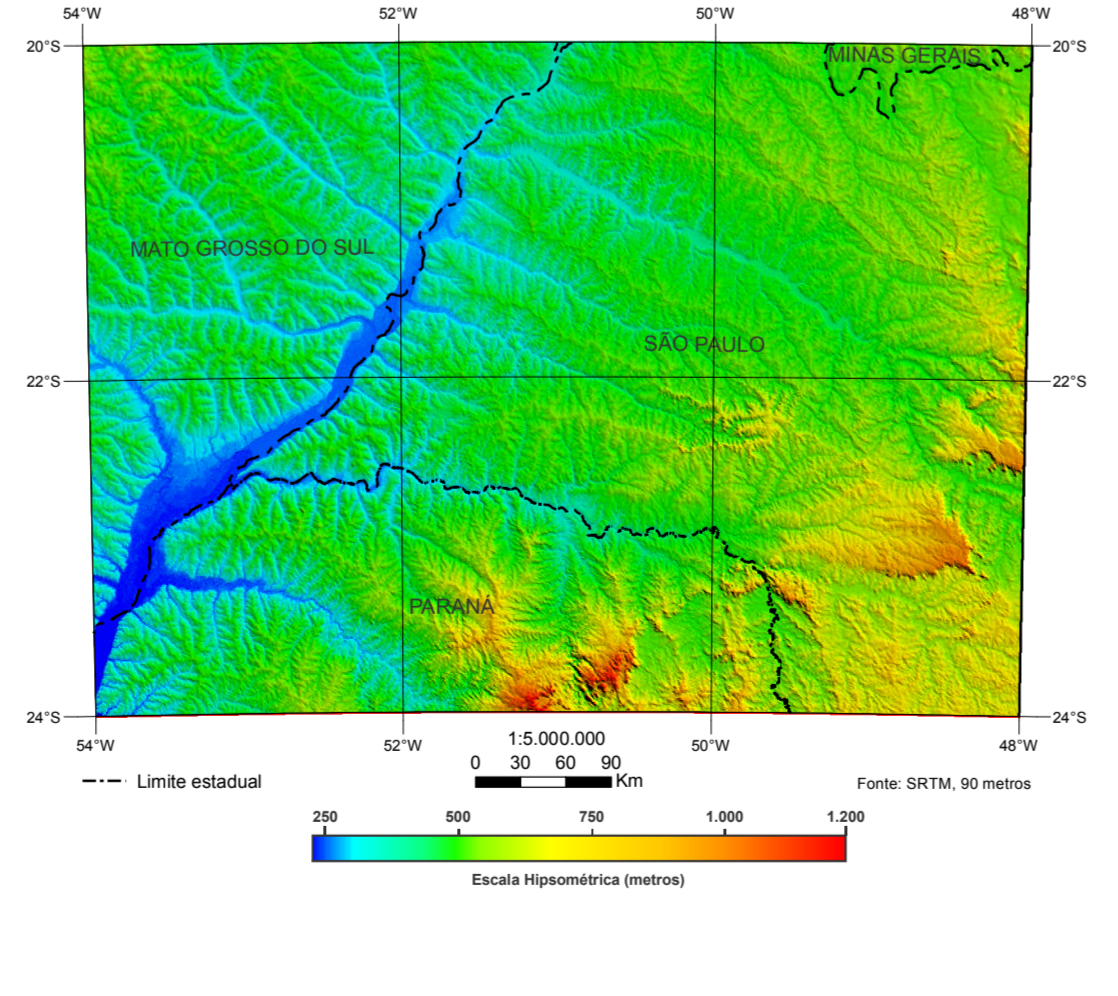 54°W 52°W 50°W 48°W
20°S 20°S
MINAS GERAIS
MATO GROSSO DO SUL
SÃO PAULO
22°S 22°S
PARANÁ
24°S 24°S
54°W 52°W 50°W 48°W
1:5.000.000
0 30 60 90
Km
Limite estadual
Fonte: SRTM, 90 metros
250 500 750 1.000 1.200
Escala Hipsométrica (metros)